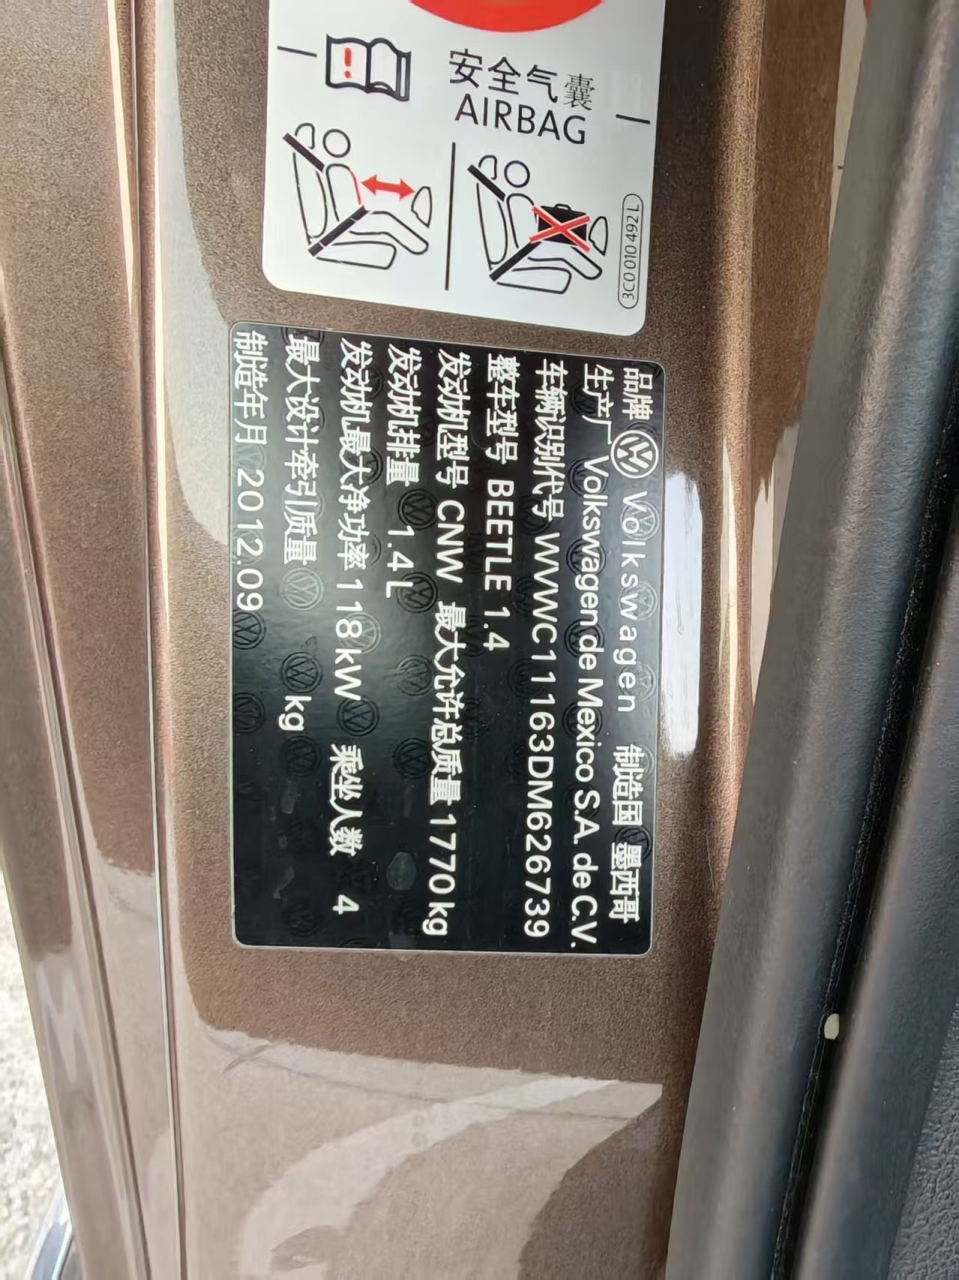 安全气囊
AIRBAG
3C0 010 492 L
品牌 Volkswagen 制造国 墨西哥
生产厂 Volkswagen de Mexico S.A. de C.V.
车辆识别代号 WVWC11163DM626739
整车型号 BEETLE 1.4
发动机型号 CNW 最大允许总质量 1770 kg
发动机排量 1.4 L
发动机最大净功率 118 kW 乘坐人数 4
最大设计牵引质量 kg
制造年月 2012.09